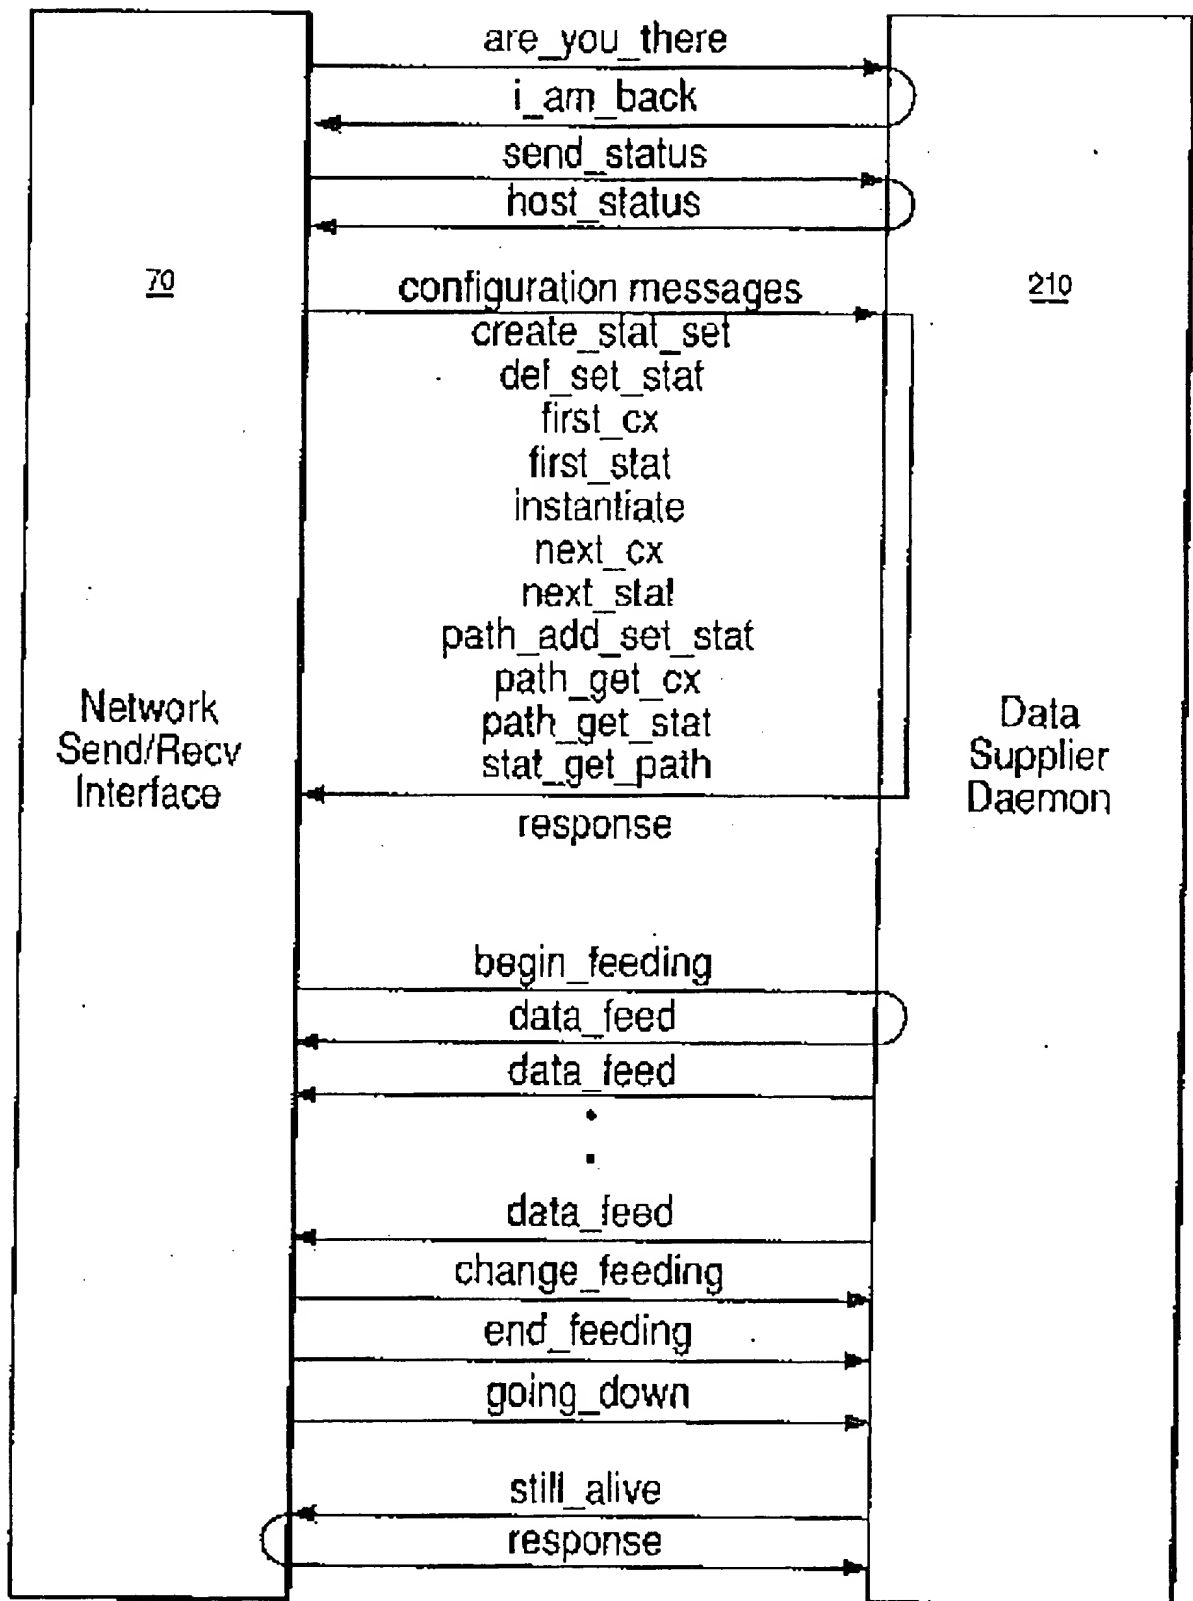 are_you_there
i_am_back
send_status
host_status
70
configuration messages
210
create_stat_set
def_set_stat
first_cx
first_stat
instantiate
next_cx
next_stat
path_add_set_stat
path_get_cx
path_get_stat
stat_get_path
Network
Send/Recv
Interface
Data
Supplier
Daemon
response
begin_feeding
data_feed
data_feed
data_feed
change_feeding
end_feeding
going_down
still_alive
response